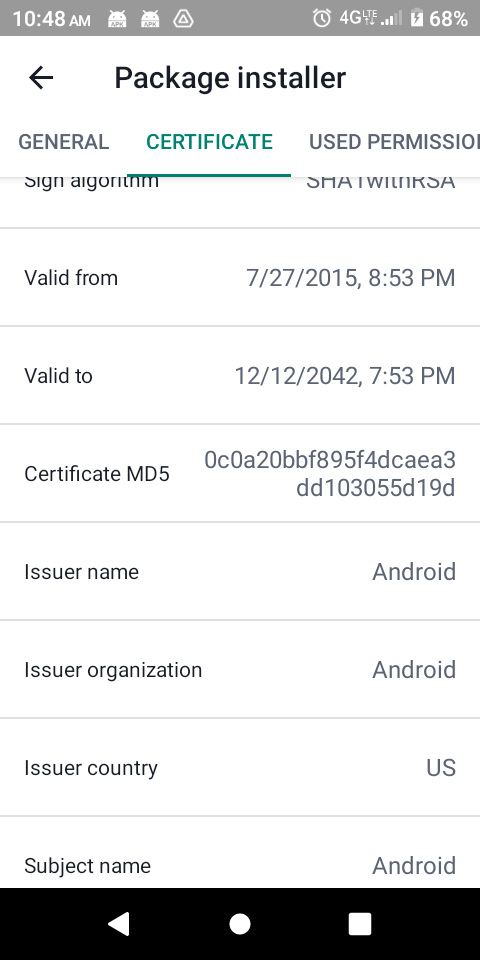 10:48 AM APK APK 4G LTE 68%
Package installer
GENERAL CERTIFICATE USED PERMISSIO
Sign algorithm SHA1withRSA
Valid from 7/27/2015, 8:53 PM
Valid to 12/12/2042, 7:53 PM
Certificate MD5 0c0a20bbf895f4dcaea3
dd103055d19d
Issuer name Android
Issuer organization Android
Issuer country US
Subject name Android